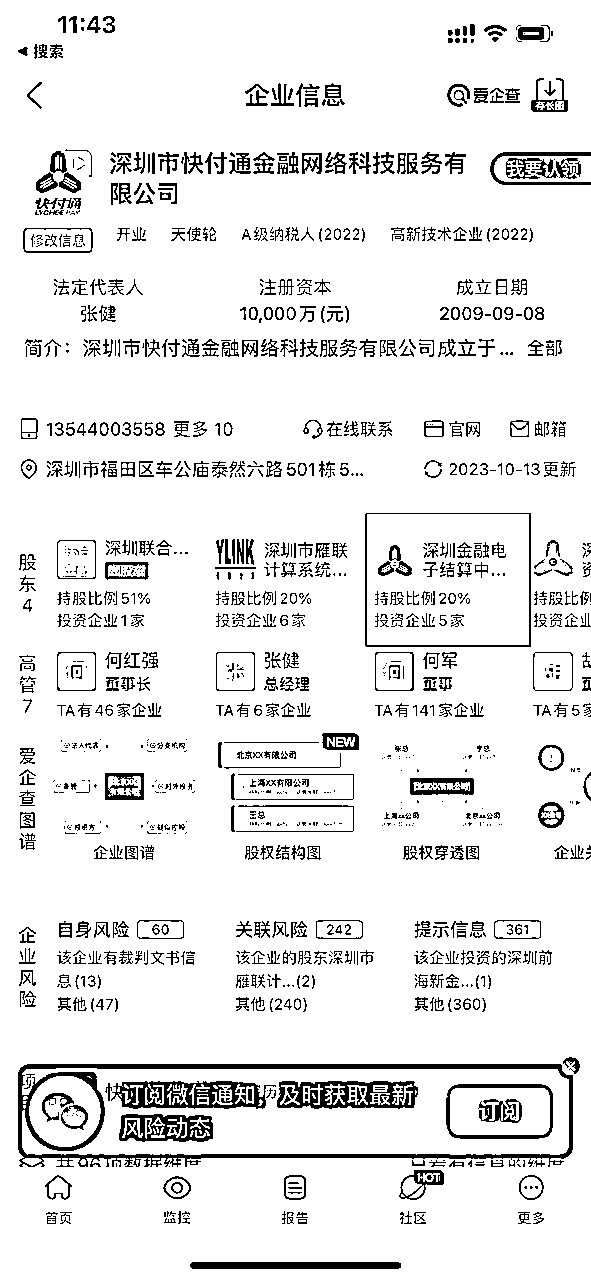 11:43
搜索
企业信息
爱企查
存长图
深圳市快付通金融网络科技服务有
限公司
我要认领
快付通
LYCHEE PAY
修改信息 开业 天使轮 A级纳税人(2022) 高新技术企业(2022)
法定代表人 注册资本 成立日期
张健 10,000万(元) 2009-09-08
简介：深圳市快付通金融网络科技服务有限公司成立于... 全部
13544003558 更多10 在线联系 官网 邮箱
深圳市福田区车公庙泰然六路501栋5... 2023-10-13更新
股东4
深圳联合...
持股比例51%
投资企业1家
YLINK
深圳市雁联
计算系统...
持股比例20%
投资企业6家
深圳金融电
子结算中...
持股比例20%
投资企业5家
持股比例
投资企业
高管7
何 何红强
董事长
TA有46家企业
张 张健
总经理
TA有6家企业
何 何军
董事
TA有141家企业
TA有5家
爱企查图谱
企业图谱
NEW
北京XX有限公司
上海XX有限公司
王总
股权结构图
股权穿透图
企业关
企业风险
自身风险 60
该企业有裁判文书信
息(13)
其他(47)
关联风险 242
该企业的股东深圳市
雁联计...(2)
其他(240)
提示信息 361
该企业投资的深圳前
海新金...(1)
其他(360)
订阅微信通知，及时获取最新
风险动态
订阅
首页 监控 报告 社区 更多
HOT